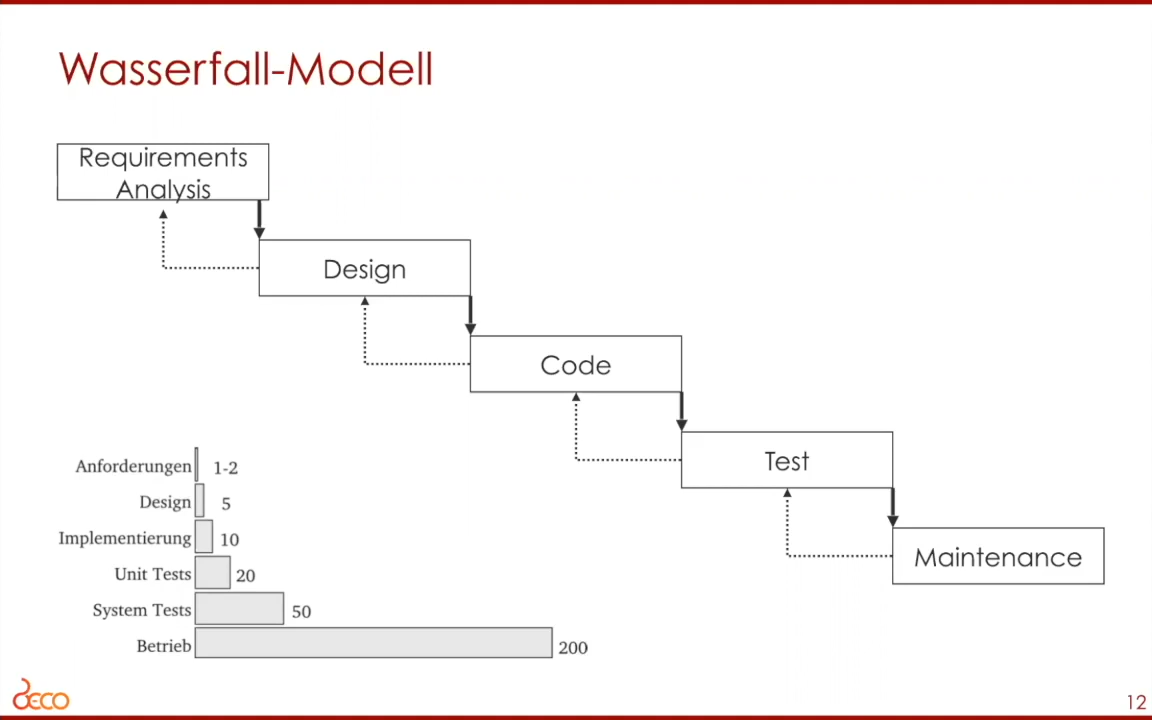 Wasserfall-Modell
Requirements
Analysis
Design
Code
Test
Maintenance
Anforderungen 1-2
Design 5
Implementierung 10
Unit Tests 20
System Tests 50
Betrieb 200
DECO
12